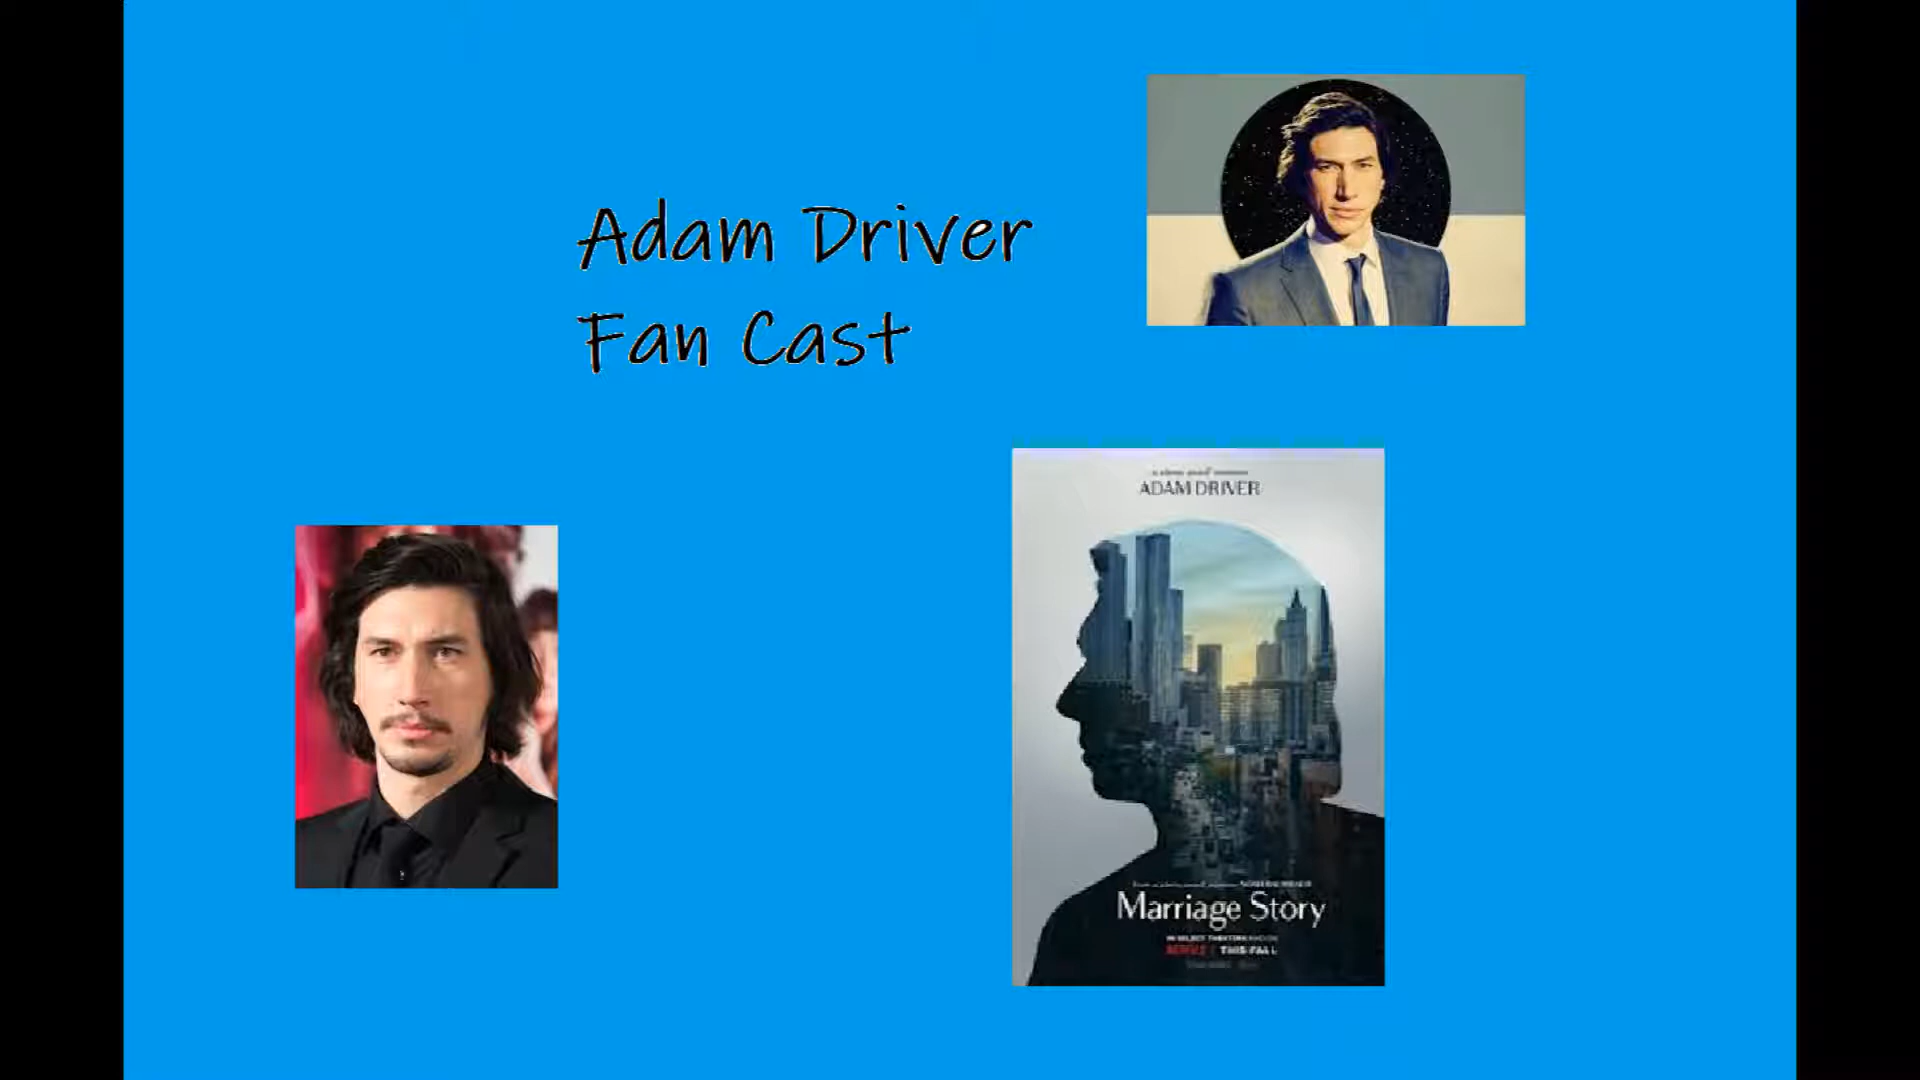 Adam Driver
Fan Cast
ADAM DRIVER
Marriage Story
THIS FALL